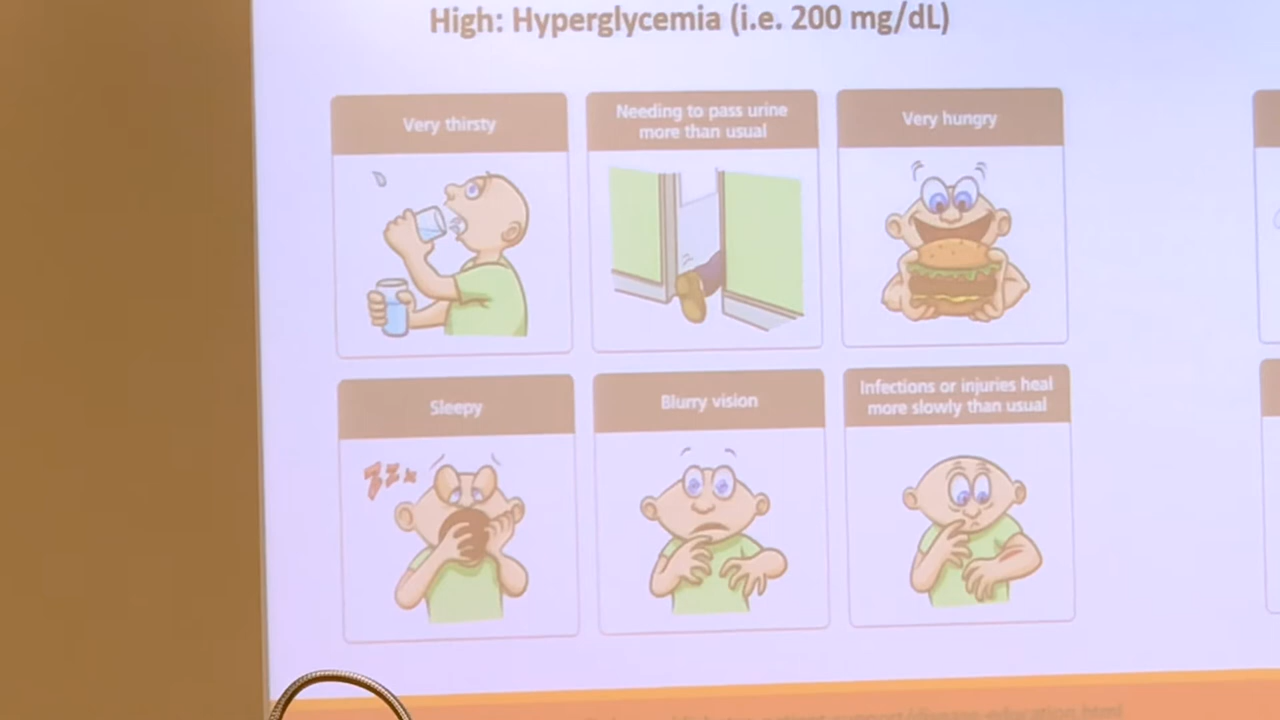 High: Hyperglycemia (i.e. 200 mg/dL)
Very thirsty
Needing to pass urine
more than usual
Very hungry
Sleepy
Blurry vision
Infections or injuries heal
more slowly than usual